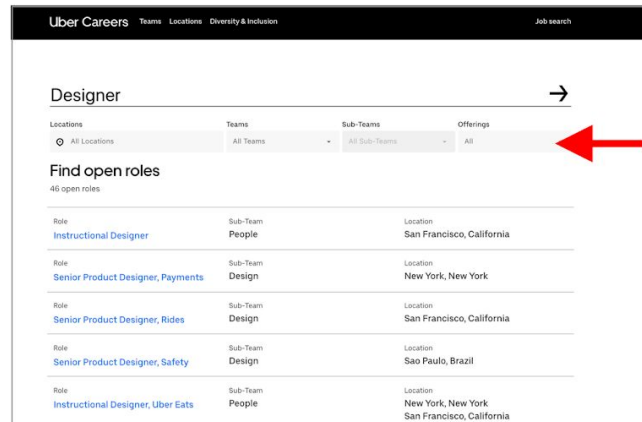 Uber Careers Teams Locations Diversity & Inclusion Job search
Designer
Locations Teams Sub-Teams Offerings
All Locations All Teams All Sub-Teams All
Find open roles
46 open roles
Role Sub-Team Location
Instructional Designer People San Francisco, California
Role Sub-Team Location
Senior Product Designer, Payments Design New York, New York
Role Sub-Team Location
Senior Product Designer, Rides Design San Francisco, California
Role Sub-Team Location
Senior Product Designer, Safety Design Sao Paulo, Brazil
Role Sub-Team Location
Instructional Designer, Uber Eats People New York, New York
San Francisco, California